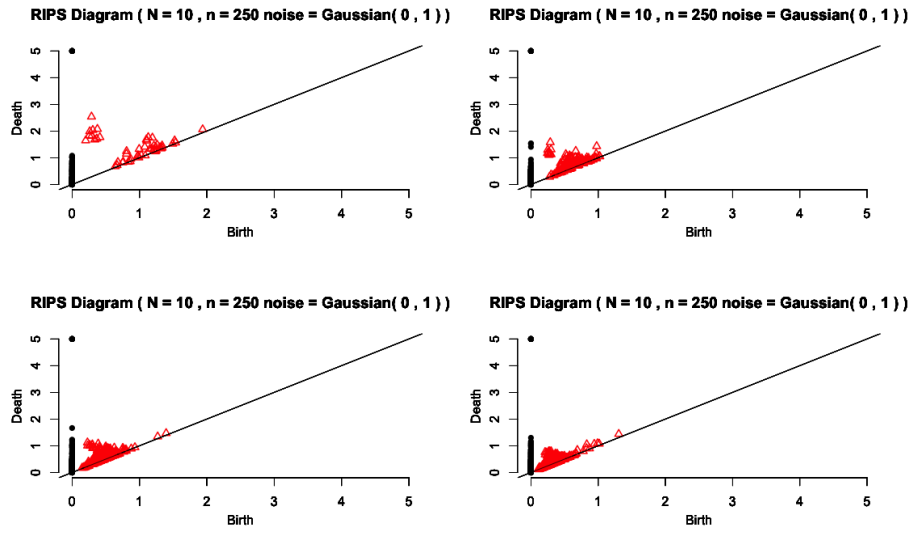 RIPS Diagram ( N = 10 , n = 250 noise = Gaussian( 0 , 1 ) )
5
4
3
2
1
0
Death
0 1 2 3 4 5
Birth
RIPS Diagram ( N = 10 , n = 250 noise = Gaussian( 0 , 1 ) )
5
4
3
2
1
0
Death
0 1 2 3 4 5
Birth
RIPS Diagram ( N = 10 , n = 250 noise = Gaussian( 0 , 1 ) )
5
4
3
2
1
0
Death
0 1 2 3 4 5
Birth
RIPS Diagram ( N = 10 , n = 250 noise = Gaussian( 0 , 1 ) )
5
4
3
2
1
0
Death
0 1 2 3 4 5
Birth